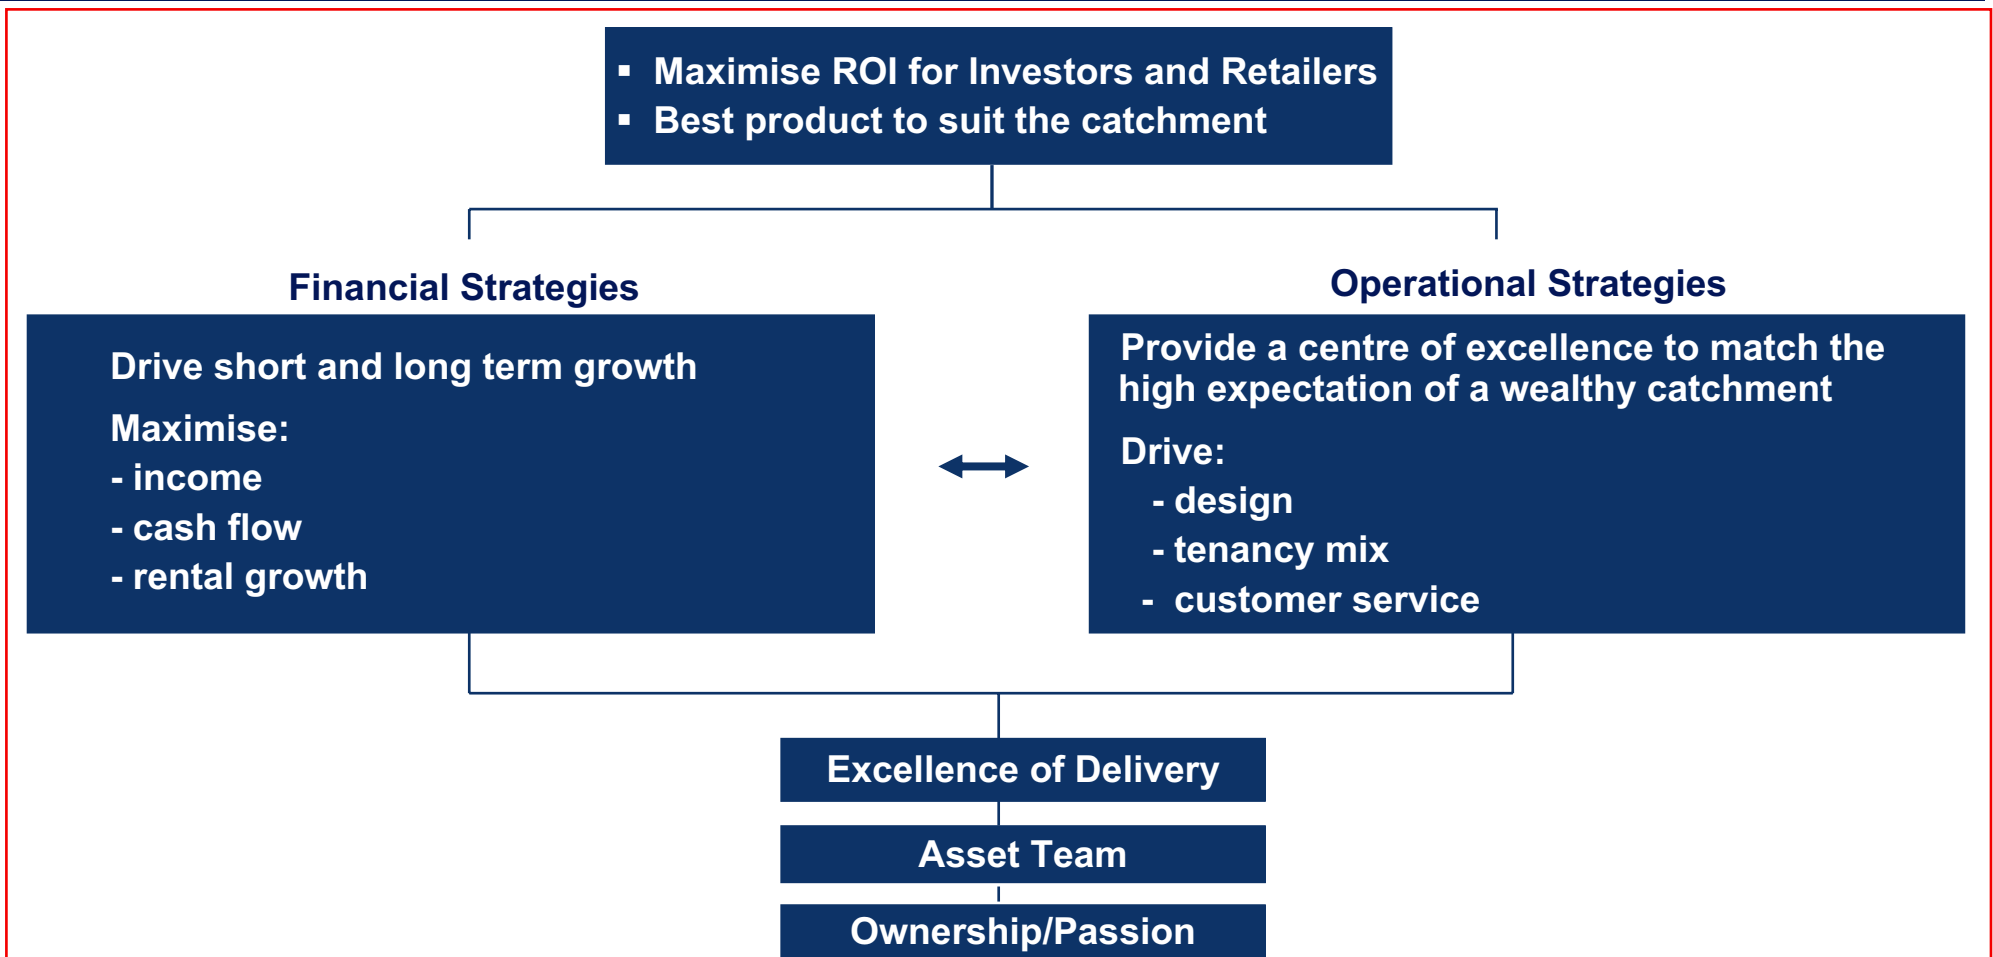 ▪ Maximise ROI for Investors and Retailers
▪ Best product to suit the catchment
Financial Strategies
Drive short and long term growth
Maximise:
- income
- cash flow
- rental growth
Operational Strategies
Provide a centre of excellence to match the
high expectation of a wealthy catchment
Drive:
- design
- tenancy mix
- customer service
Excellence of Delivery
Asset Team
Ownership/Passion